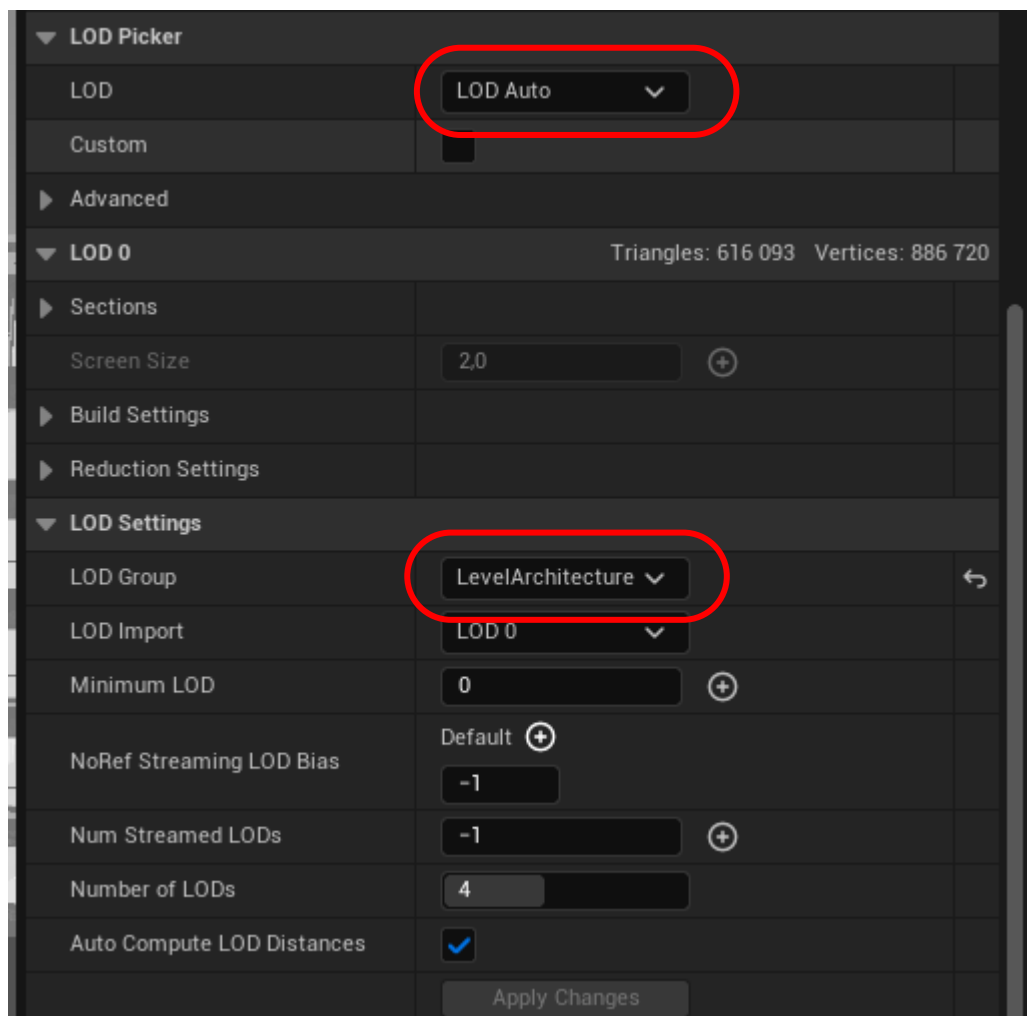 LOD Picker
LOD LOD Auto
Custom
Advanced
LOD 0 Triangles: 616 093 Vertices: 886 720
Sections
Screen Size 2,0
Build Settings
Reduction Settings
LOD Settings
LOD Group LevelArchitecture
LOD Import LOD 0
Minimum LOD 0
Default
NoRef Streaming LOD Bias
-1
Num Streamed LODs -1
Number of LODs 4
Auto Compute LOD Distances
Apply Changes